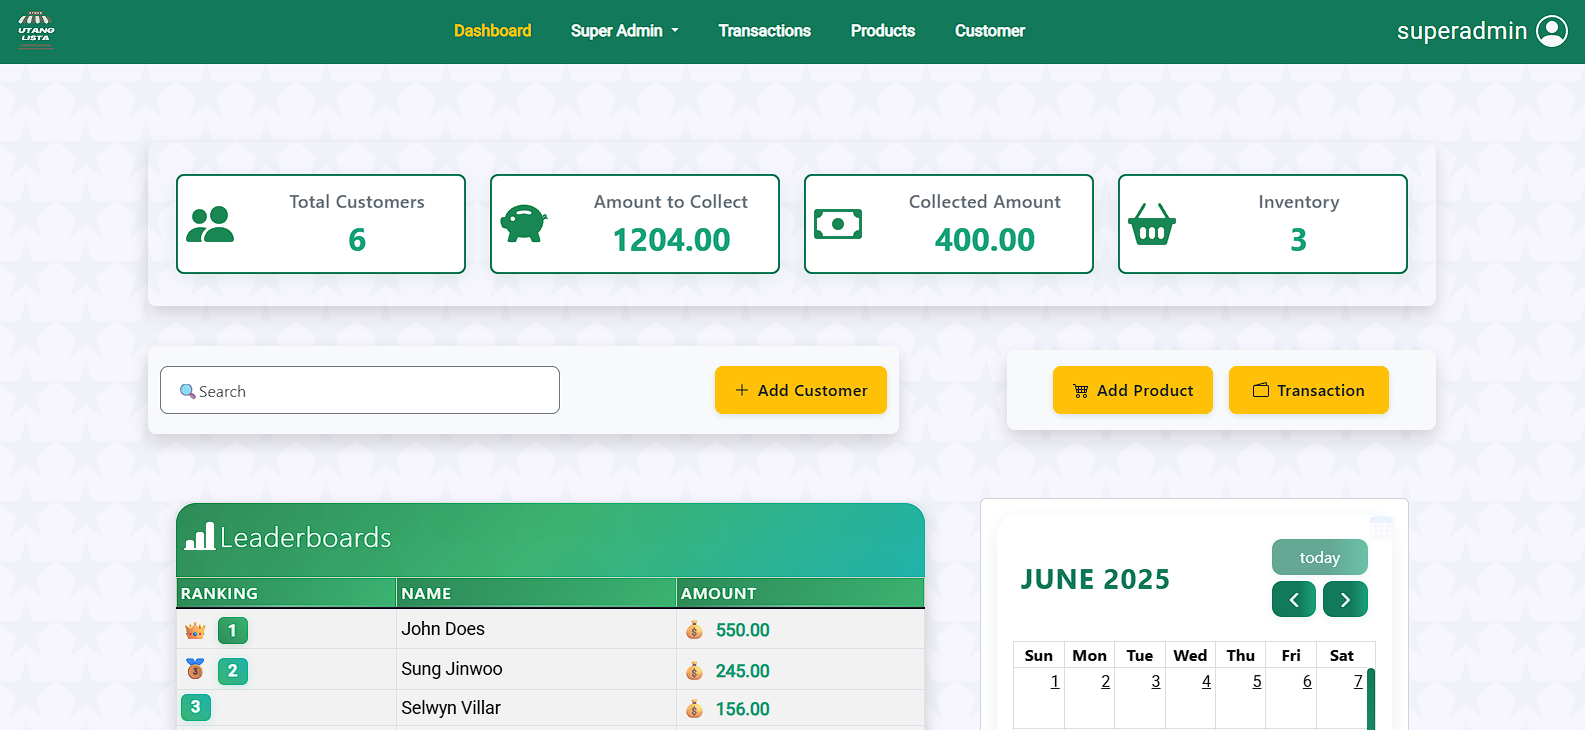 STORE
UTANG
LISTA
Dashboard
Super Admin
Transactions
Products
Customer
superadmin
Total Customers
6
Amount to Collect
1204.00
Collected Amount
400.00
Inventory
3
Search
+ Add Customer
Add Product
Transaction
Leaderboards
RANKING NAME AMOUNT
1 John Does 550.00
3 2 Sung Jinwoo 245.00
3 Selwyn Villar 156.00
today
JUNE 2025
Sun Mon Tue Wed Thu Fri Sat
1 2 3 4 5 6 7